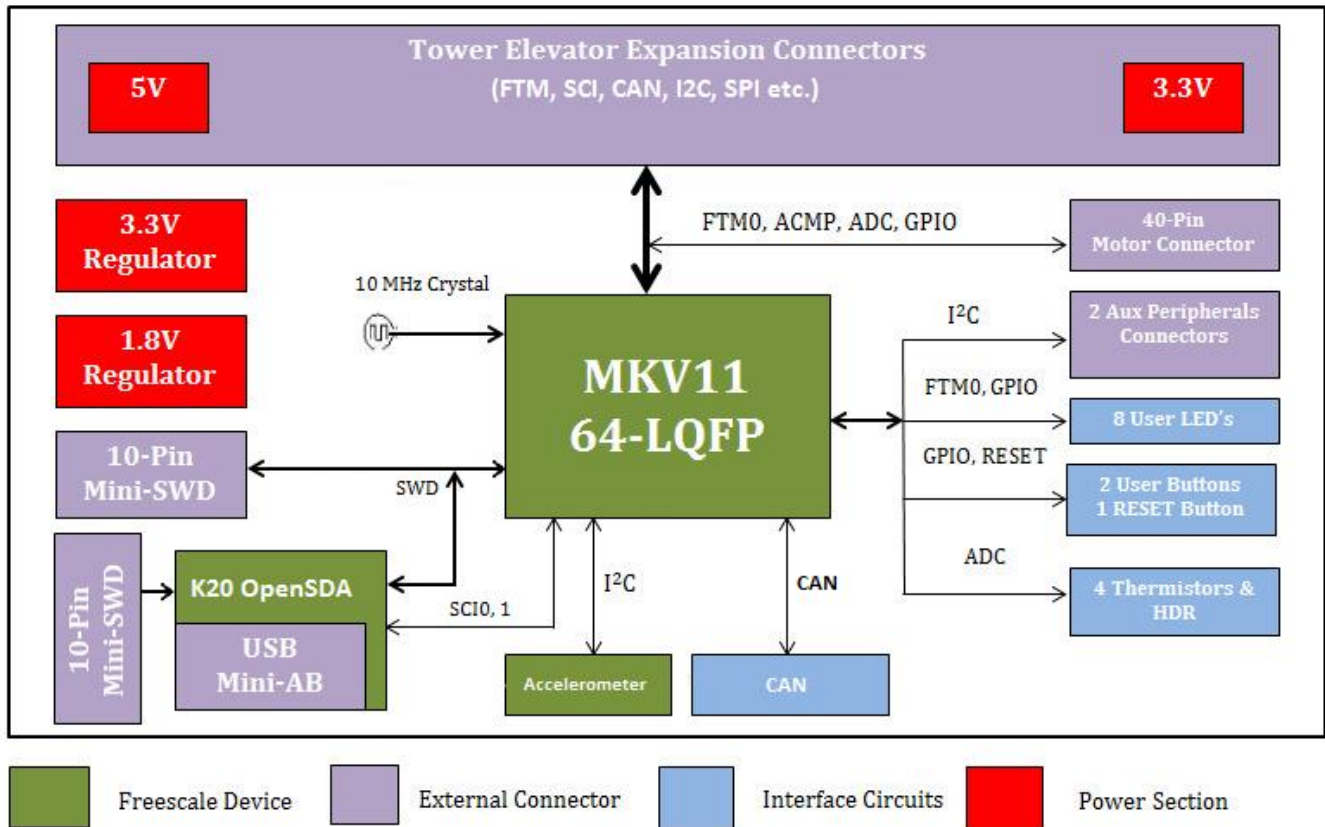 Tower Elevator Expansion Connectors
(FTM, SCI, CAN, I2C, SPI etc.)
5V
3.3V
3.3V
Regulator
FTM0, ACMP, ADC, GPIO
40-Pin
Motor Connector
10 MHz Crystal
1.8V
Regulator
MKV11
64-LQFP
I²C
2 Aux Peripherals
Connectors
FTM0, GPIO
8 User LED's
10-Pin
Mini-SWD
SWD
GPIO, RESET
2 User Buttons
1 RESET Button
10-Pin
Mini-SWD
K20 OpenSDA
USB
Mini-AB
SCI0, 1
I²C
CAN
ADC
4 Thermistors &
HDR
Accelerometer
CAN
Freescale Device
External Connector
Interface Circuits
Power Section